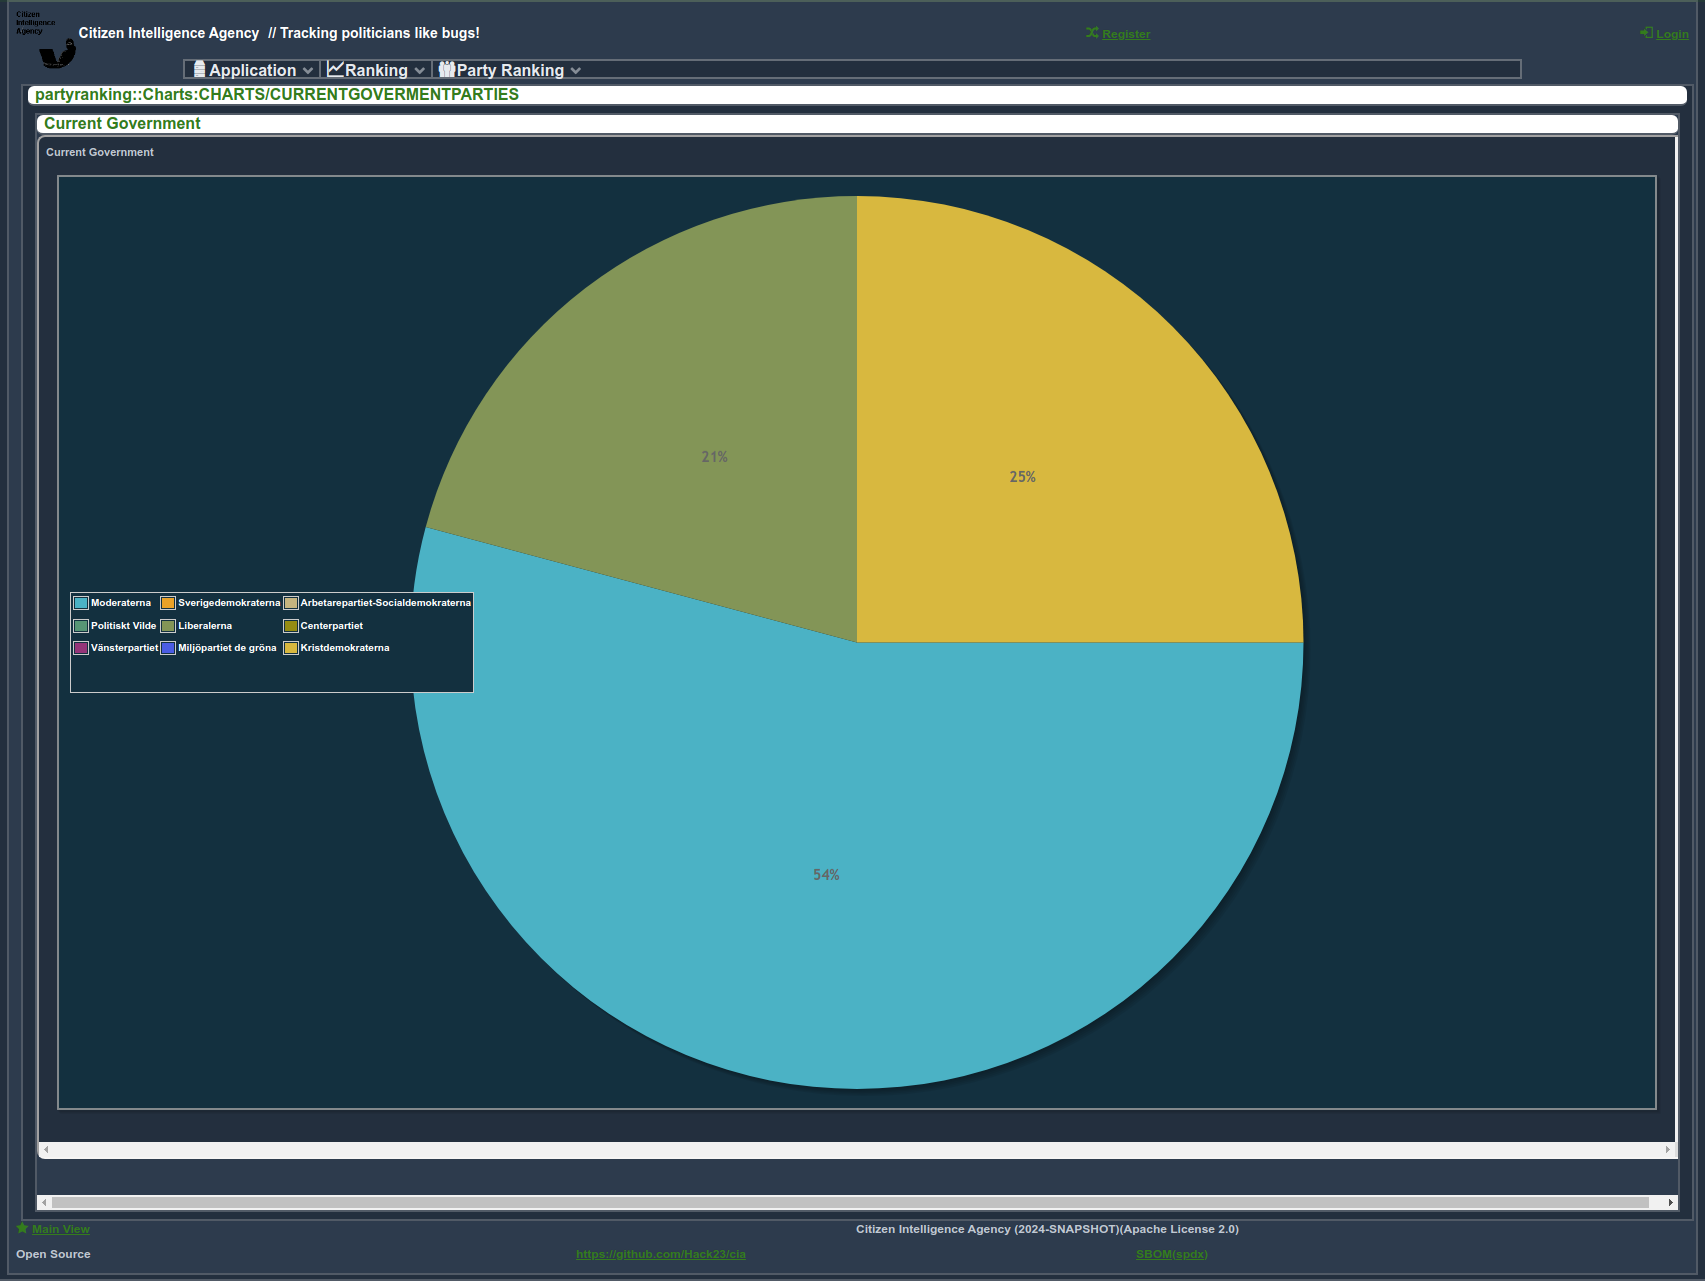 Citizen
Intelligence
Agency
Citizen Intelligence Agency // Tracking politicians like bugs!
Register
Login
Application
Ranking
Party Ranking
partyranking::Charts:CHARTS/CURRENTGOVERMENTPARTIES
Current Government
Current Government
21%
25%
54%
Moderaterna Sverigedemokraterna Arbetarepartiet-Socialdemokraterna
Politiskt Vilde Liberalerna Centerpartiet
Vänsterpartiet Miljöpartiet de gröna Kristdemokraterna
Main View
Citizen Intelligence Agency (2024-SNAPSHOT)(Apache License 2.0)
Open Source
https://github.com/Hack23/cia
SBOM(spdx)